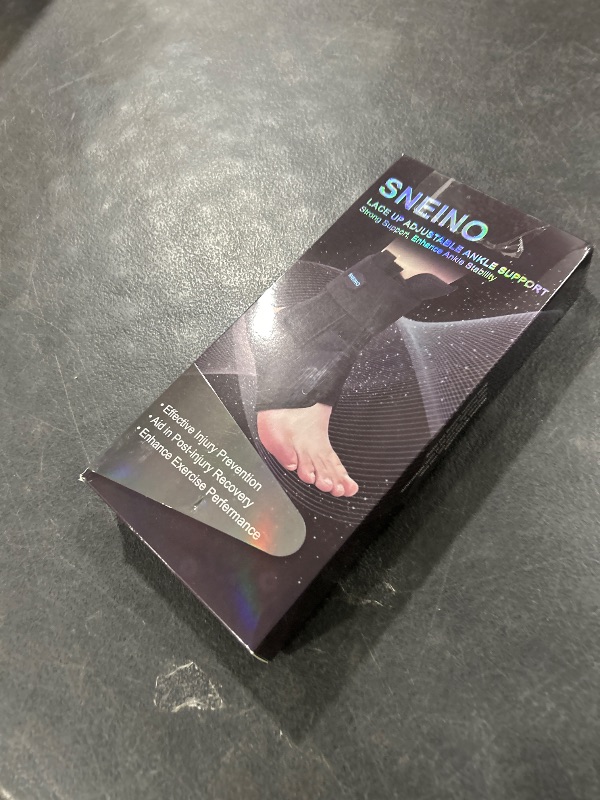 SNEINO
LACE UP ADJUSTABLE ANKLE SUPPORT
Strong Support, Enhance Ankle Stability
SNEINO
• Effective Injury Prevention
• Aid in Post-Injury Recovery
• Enhance Exercise Perfermance